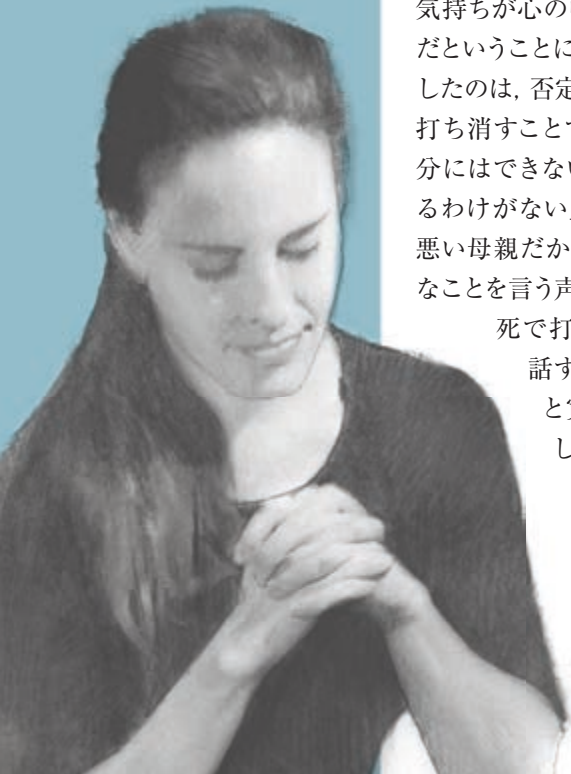 気持ちが心の
だということに
したのは，否定
打ち消すこと
分にはできない
るわけがない
悪い母親だか
なことを言う声
死で打
話す
と
し